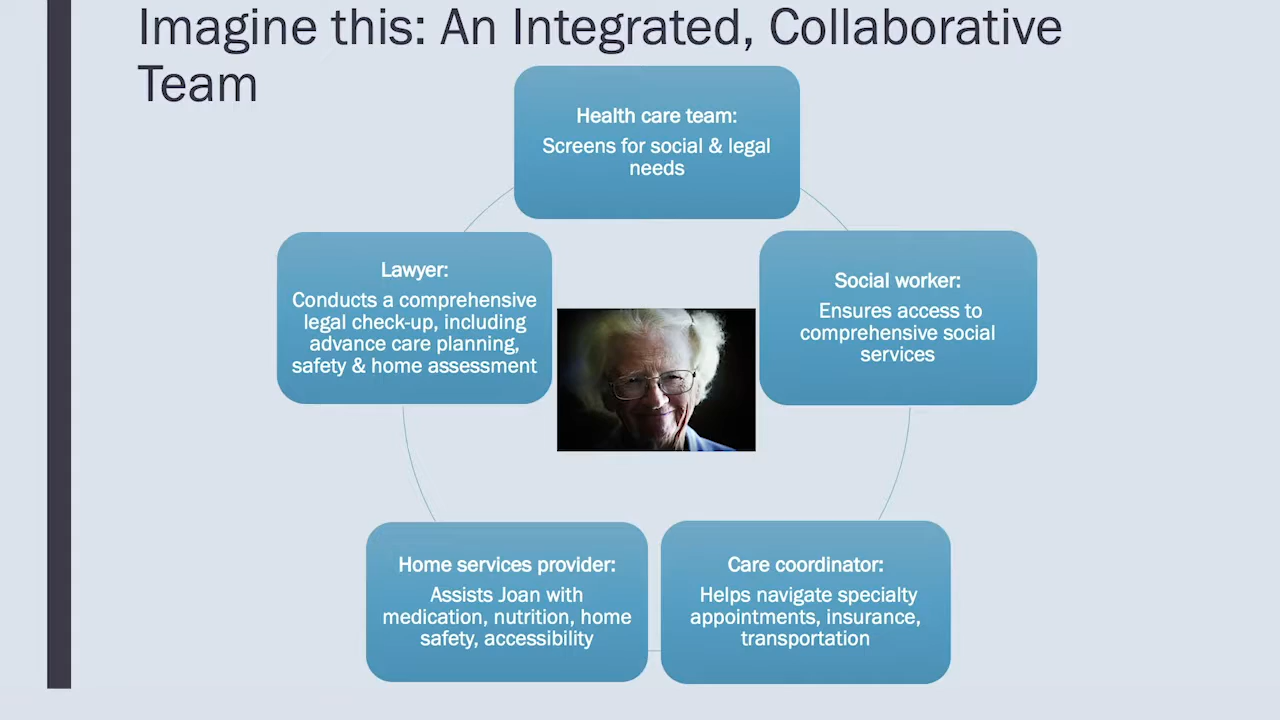 Imagine this: An Integrated, Collaborative
Team
Health care team:
Screens for social & legal
needs
Lawyer:
Conducts a comprehensive
legal check-up, including
advance care planning,
safety & home assessment
Social worker:
Ensures access to
comprehensive social
services
Home services provider:
Assists Joan with
medication, nutrition, home
safety, accessibility
Care coordinator:
Helps navigate specialty
appointments, insurance,
transportation